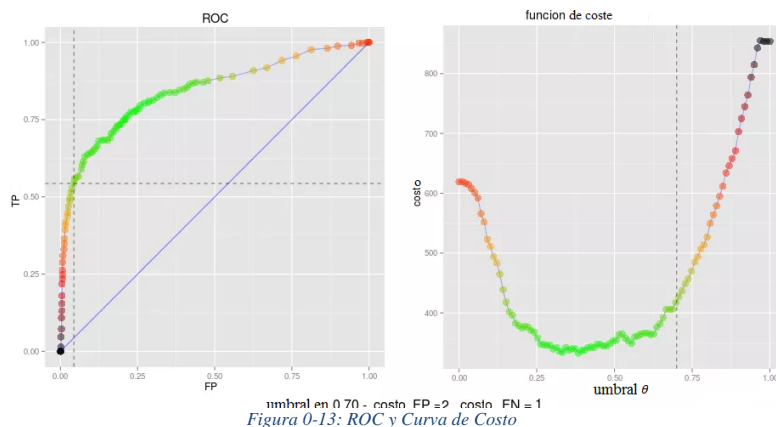 ROC
1.00
0.75
0.50
0.25
0.00
TP
0.00 0.25 0.50 0.75 1.00
FP
funcion de coste
800
700
600
500
400
costo
0.00 0.25 0.50 0.75 1.00
umbral θ
umbral en 0.70 - costo FP =2, costo FN = 1
Figura 0-13: ROC y Curva de Costo